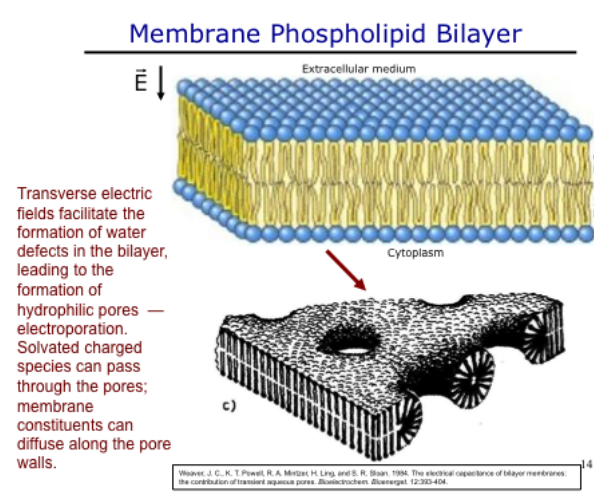 Membrane Phospholipid Bilayer
Extracellular medium
E
Transverse electric
fields facilitate the
formation of water
defects in the bilayer,
leading to the
formation of
hydrophilic pores —
electroporation.
Solvated charged
species can pass
through the pores;
membrane
constituents can
diffuse along the pore
walls.
Cytoplasm
c)
Weaver, J. C., K. T. Powell, R. A. Mintzer, H. Ling, and S. R. Sloan. 1984. The electrical capacitance of bilayer membranes:
the contribution of transient aqueous pores. Bioelectrochem. Bioenerget. 12:393-404.
14